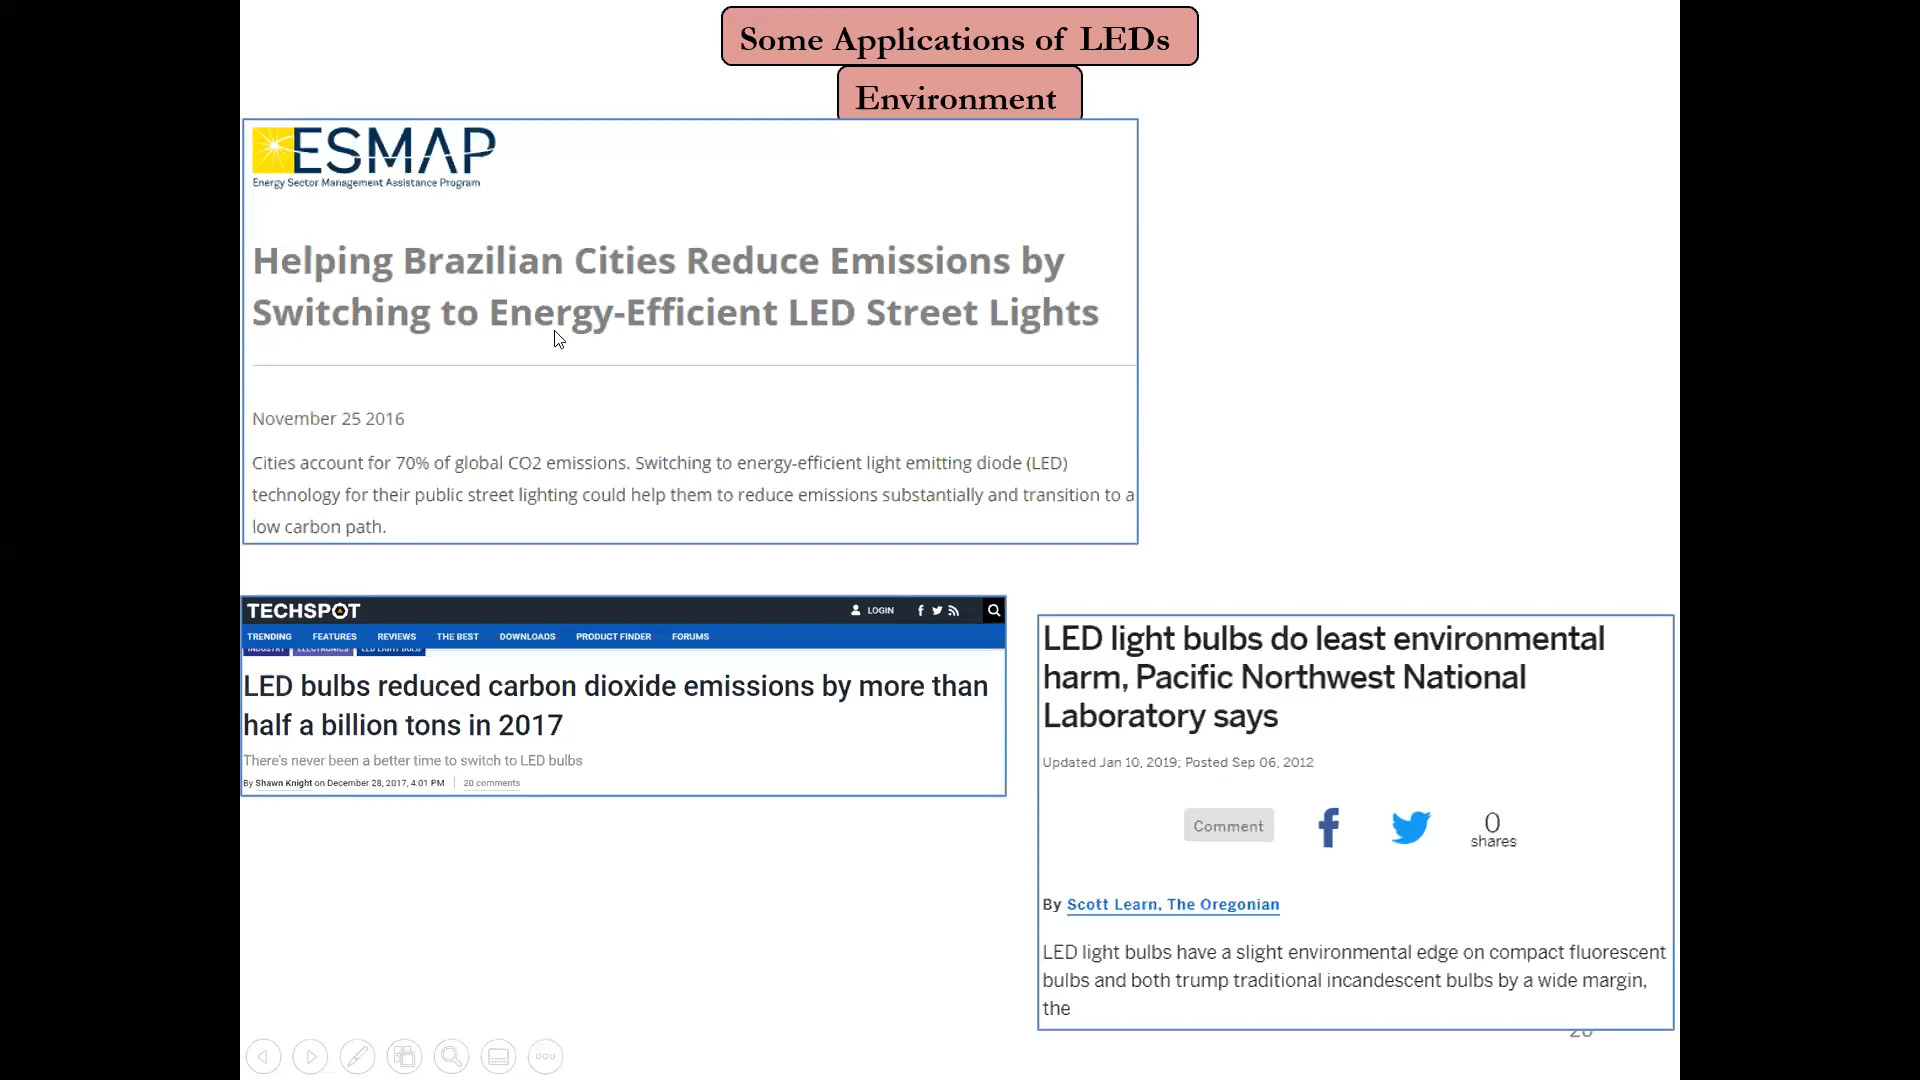 Some Applications of LEDs
Environment
ESMAP
Energy Sector Management Assistance Program
Helping Brazilian Cities Reduce Emissions by
Switching to Energy-Efficient LED Street Lights
November 25 2016
Cities account for 70% of global CO2 emissions. Switching to energy-efficient light emitting diode (LED)
technology for their public street lighting could help them to reduce emissions substantially and transition to a
low carbon path.
TECHSPOT
LOGIN
TRENDING FEATURES REVIEWS THE BEST DOWNLOADS PRODUCT FINDER FORUMS
INDUSTRY ELECTRONICS LED LIGHT BULB
LED bulbs reduced carbon dioxide emissions by more than
half a billion tons in 2017
There's never been a better time to switch to LED bulbs
By Shawn Knight on December 28, 2017, 4:01 PM 20 comments
LED light bulbs do least environmental
harm, Pacific Northwest National
Laboratory says
Updated Jan 10, 2019; Posted Sep 06, 2012
Comment
0
shares
By Scott Learn, The Oregonian
LED light bulbs have a slight environmental edge on compact fluorescent
bulbs and both trump traditional incandescent bulbs by a wide margin,
the